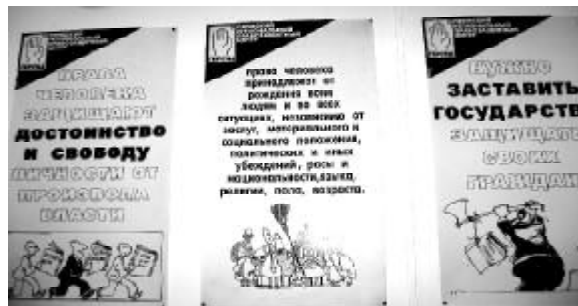 ПРАВА
ЧЕЛОВЕКА
ЗАЩИЩАЮТ
ДОСТОИНСТВО
И СВОБОДУ
ЛИЧНОСТИ ОТ
ПРОИЗВОЛА
ВЛАСТИ
права человека
принадлежат от
рождения всем
людям и во всех
ситуациях, независимо от
заслуг, материального и
социального положения,
политических и иных
убеждений, расы и
национальности, языка,
религии, пола, возраста.
НУЖНО
ЗАСТАВИТЬ
ГОСУДАРСТВ
ЗАЩИЩАТЬ
СВОИХ
ГРАЖДАН